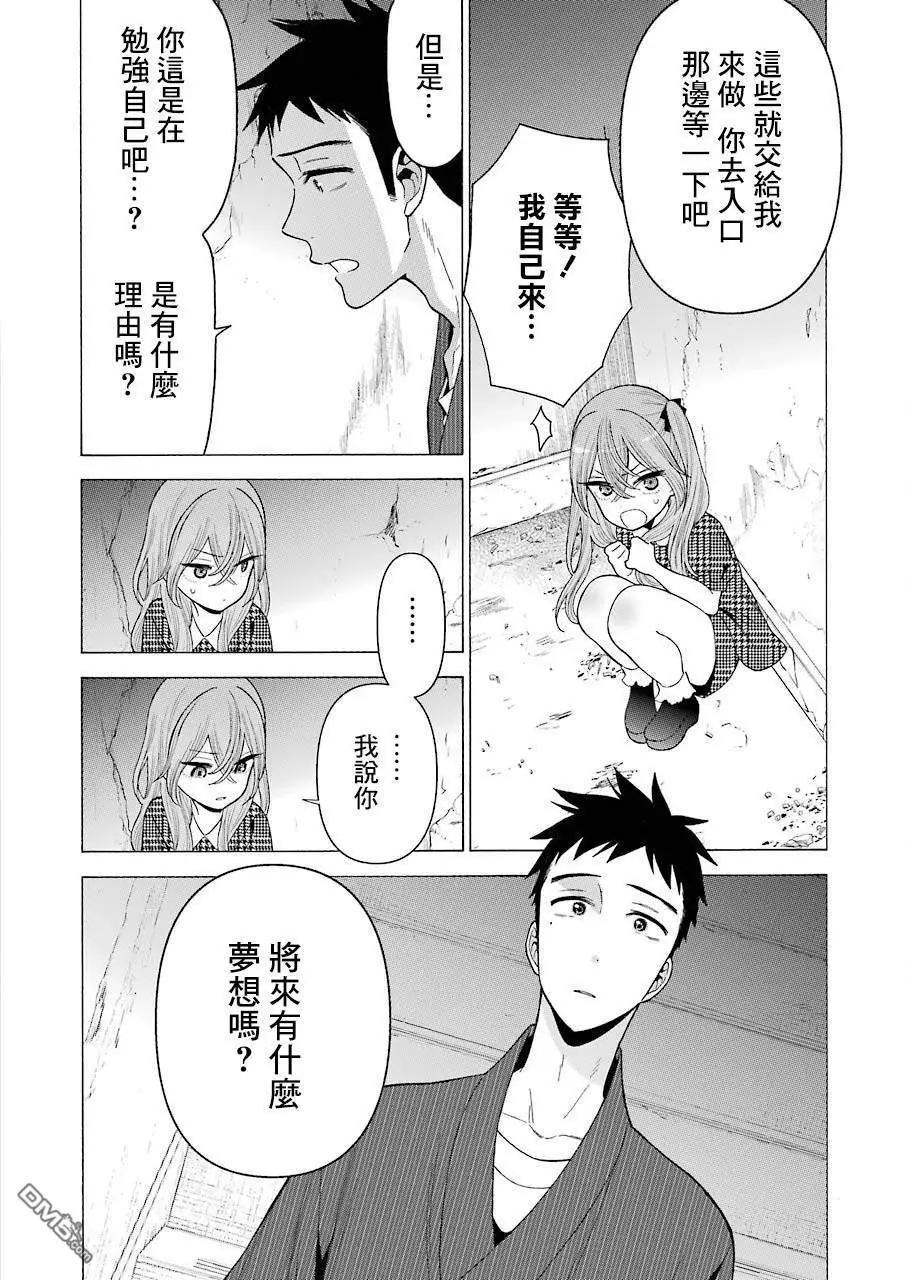 這些就交給我
來做 你去入口
那邊等一下吧
等等！
我自己來…
但是…
你這是在
勉強自己吧…？
是有什麼
理由嗎？
……
……
我說你
將來有什麼
夢想嗎？
DM5.com